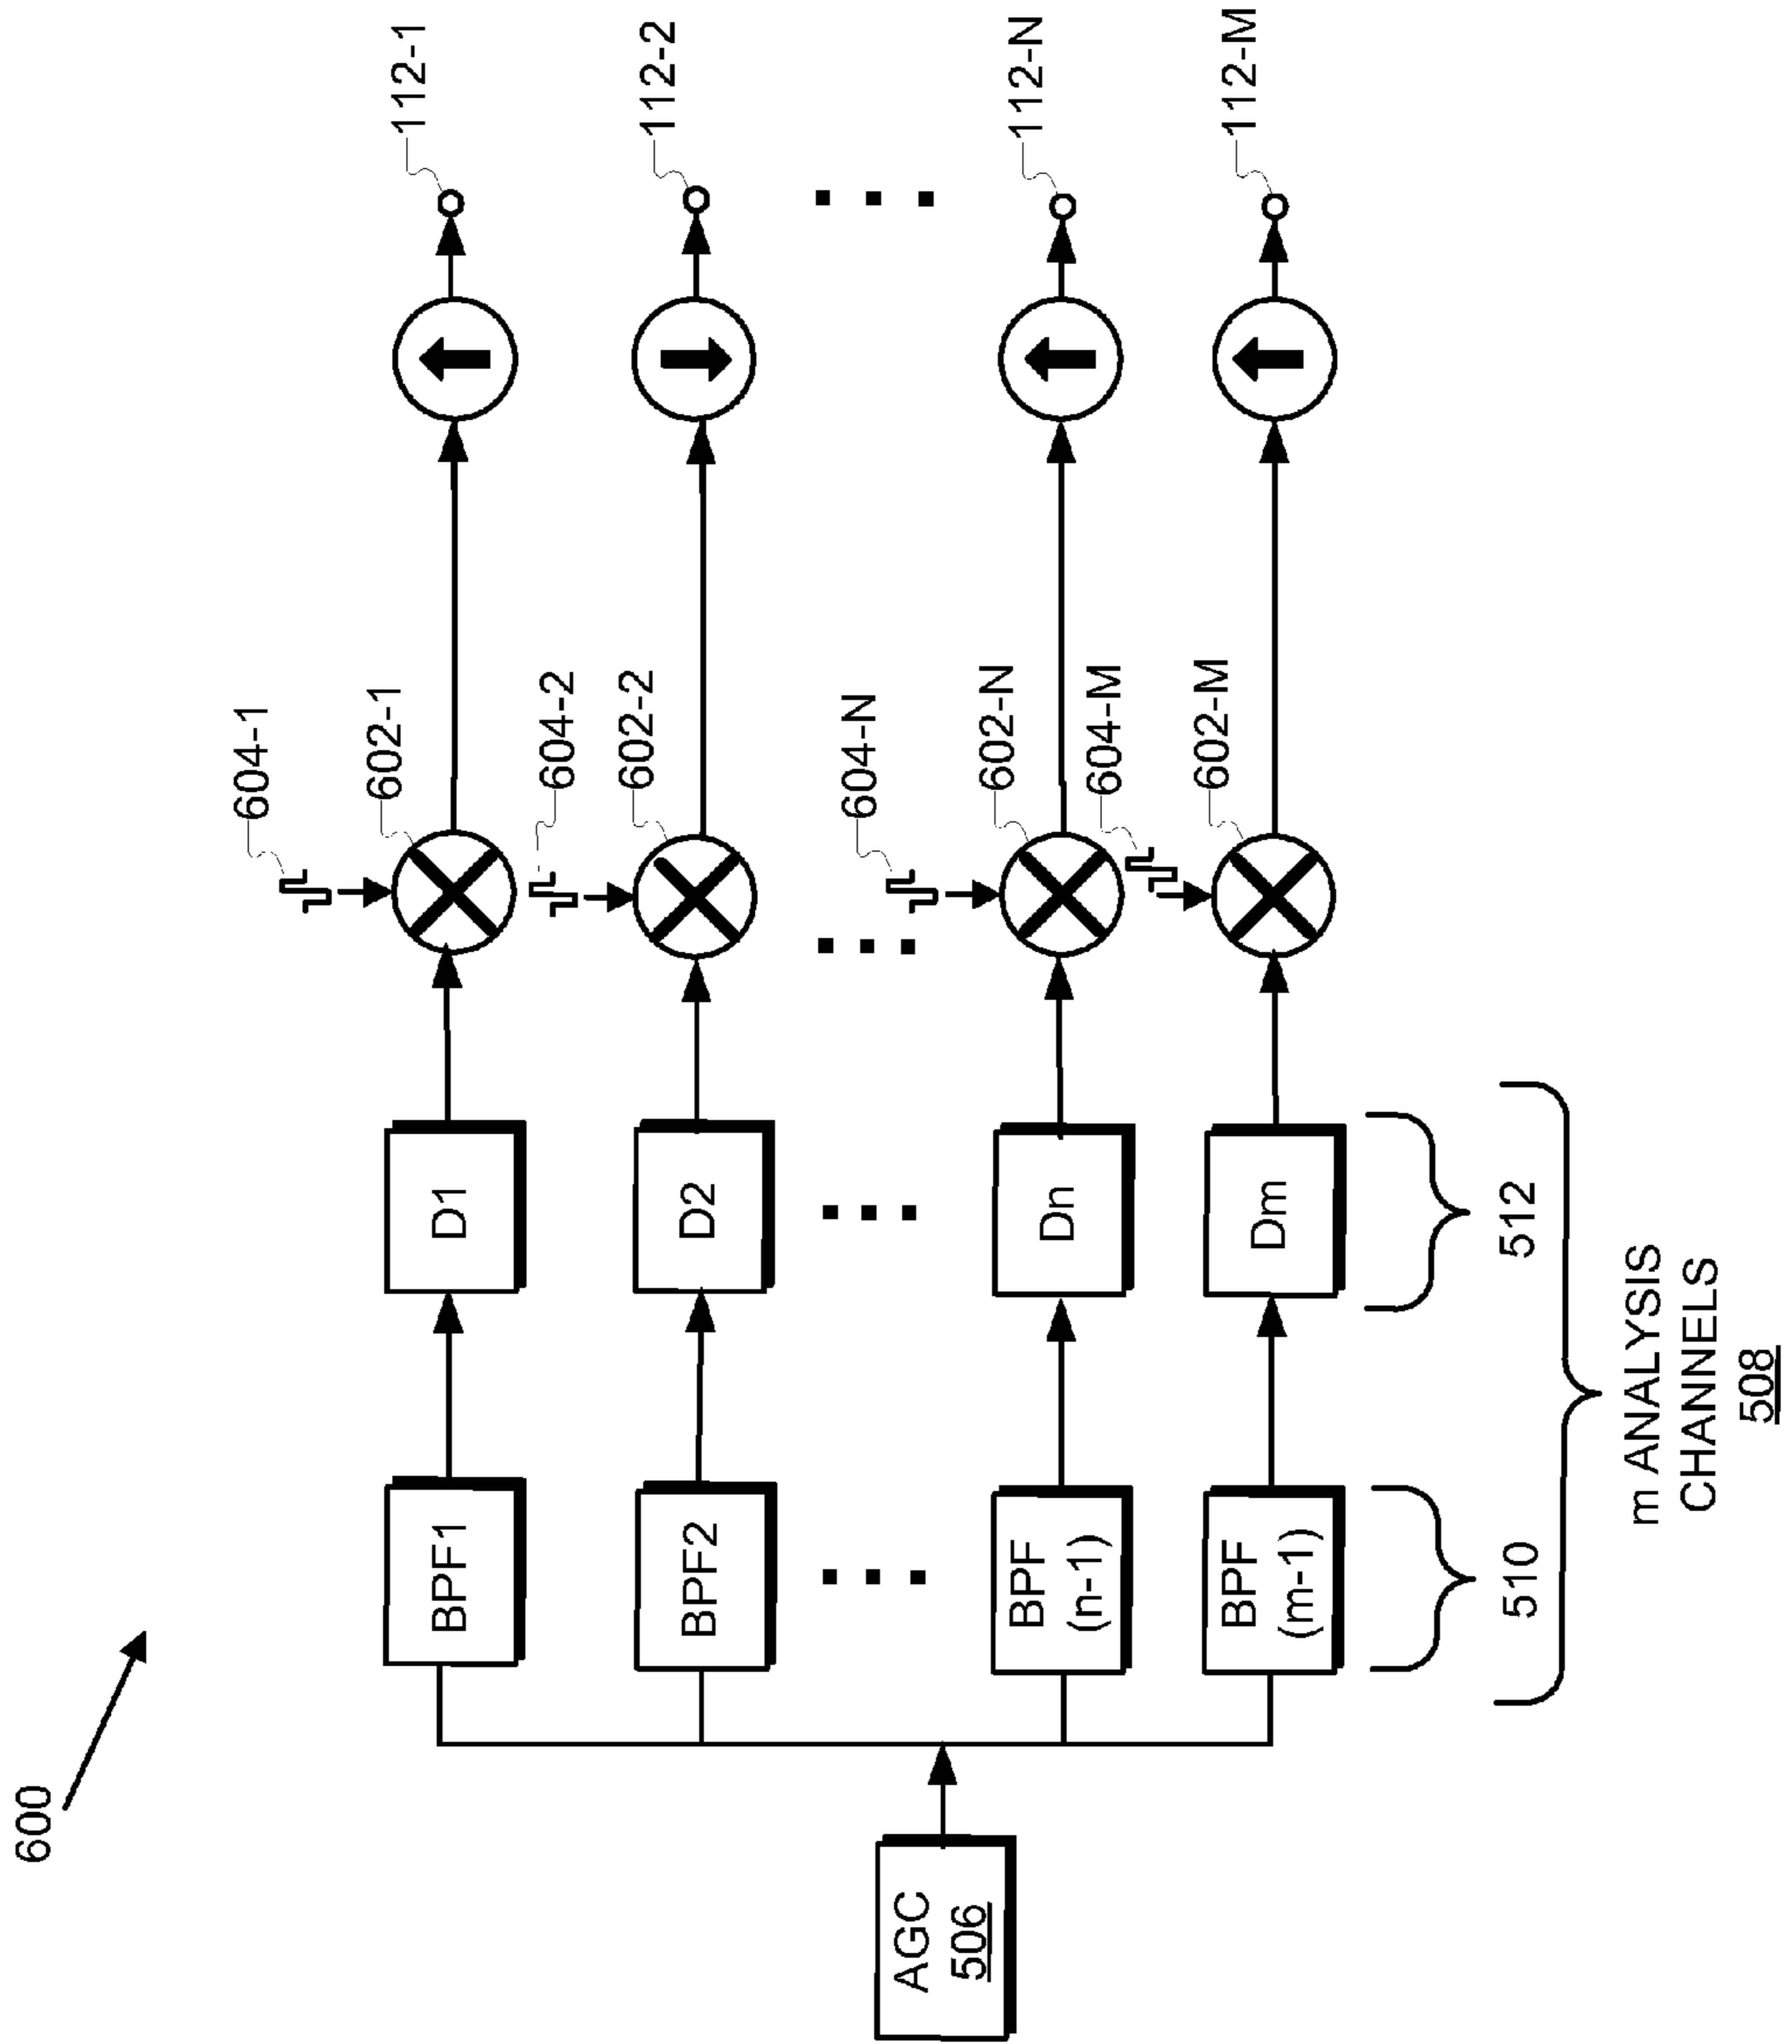 600
AGC
506
BPF1
BPF2
BPF
(n-1)
BPF
(m-1)
510
D1
D2
Dn
Dm
512
m ANALYSIS
CHANNELS
508
604-1
602-1
604-2
602-2
604-N
602-N
604-M
602-M
112-1
112-2
112-N
112-M